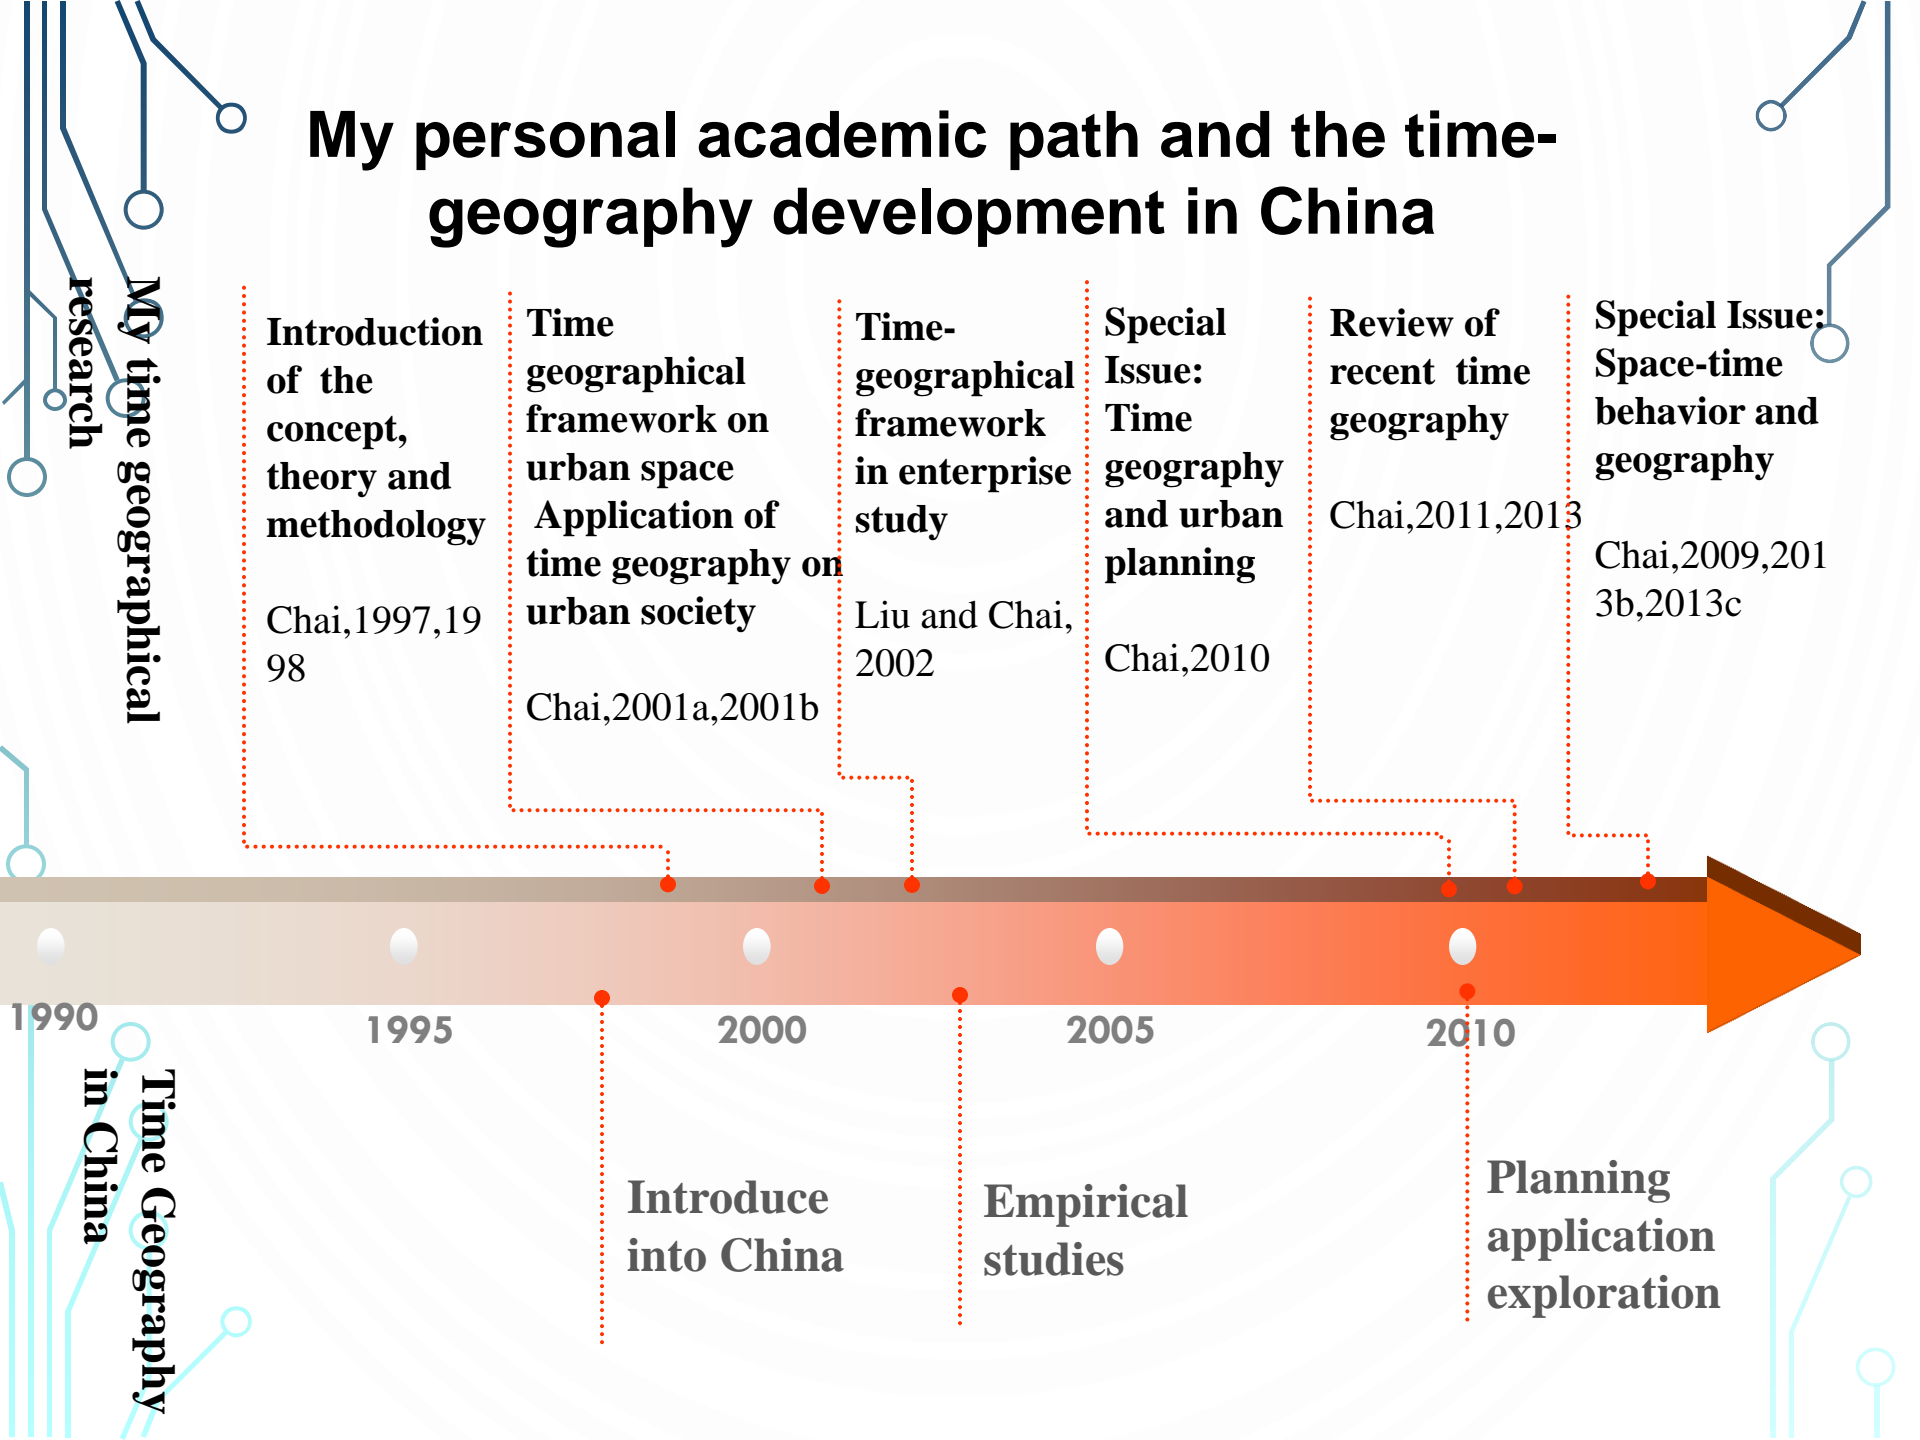 My personal academic path and the time-
geography development in China
My time geographical
research
Introduction
of the
concept,
theory and
methodology
Chai,1997,19
98
Time
geographical
framework on
urban space
Application of
time geography on
urban society
Chai,2001a,2001b
Time-
geographical
framework
in enterprise
study
Liu and Chai,
2002
Special
Issue:
Time
geography
and urban
planning
Chai,2010
Review of
recent time
geography
Chai,2011,2013
Special Issue:
Space-time
behavior and
geography
Chai,2009,201
3b,2013c
1990
1995
2000
2005
2010
Time Geography
in China
Introduce
into China
Empirical
studies
Planning
application
exploration